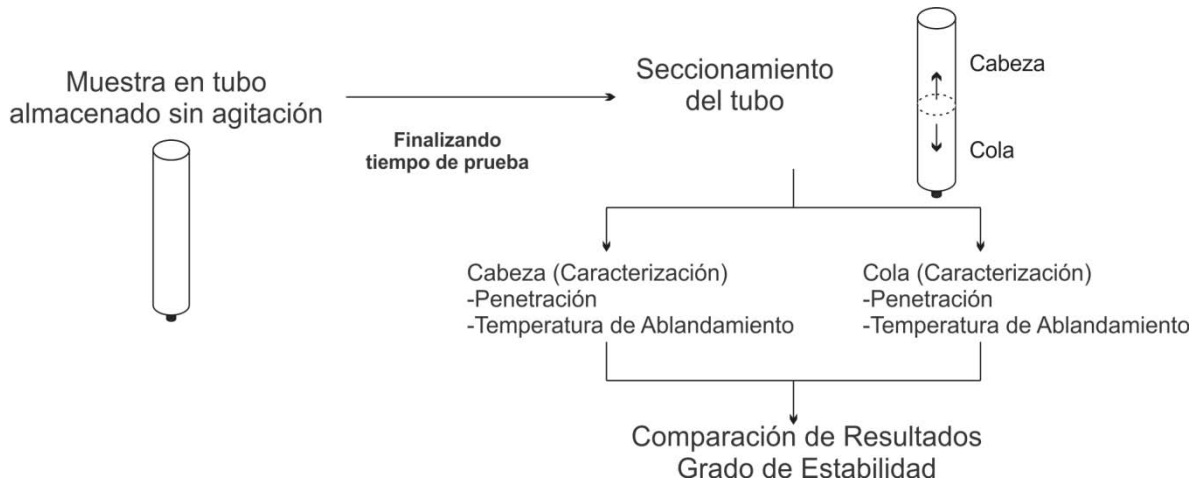 Muestra en tubo
almacenado sin agitación
Finalizando
tiempo de prueba
Seccionamiento
del tubo
Cabeza
Cola
Cabeza (Caracterización)
-Penetración
-Temperatura de Ablandamiento
Cola (Caracterización)
-Penetración
-Temperatura de Ablandamiento
Comparación de Resultados
Grado de Estabilidad